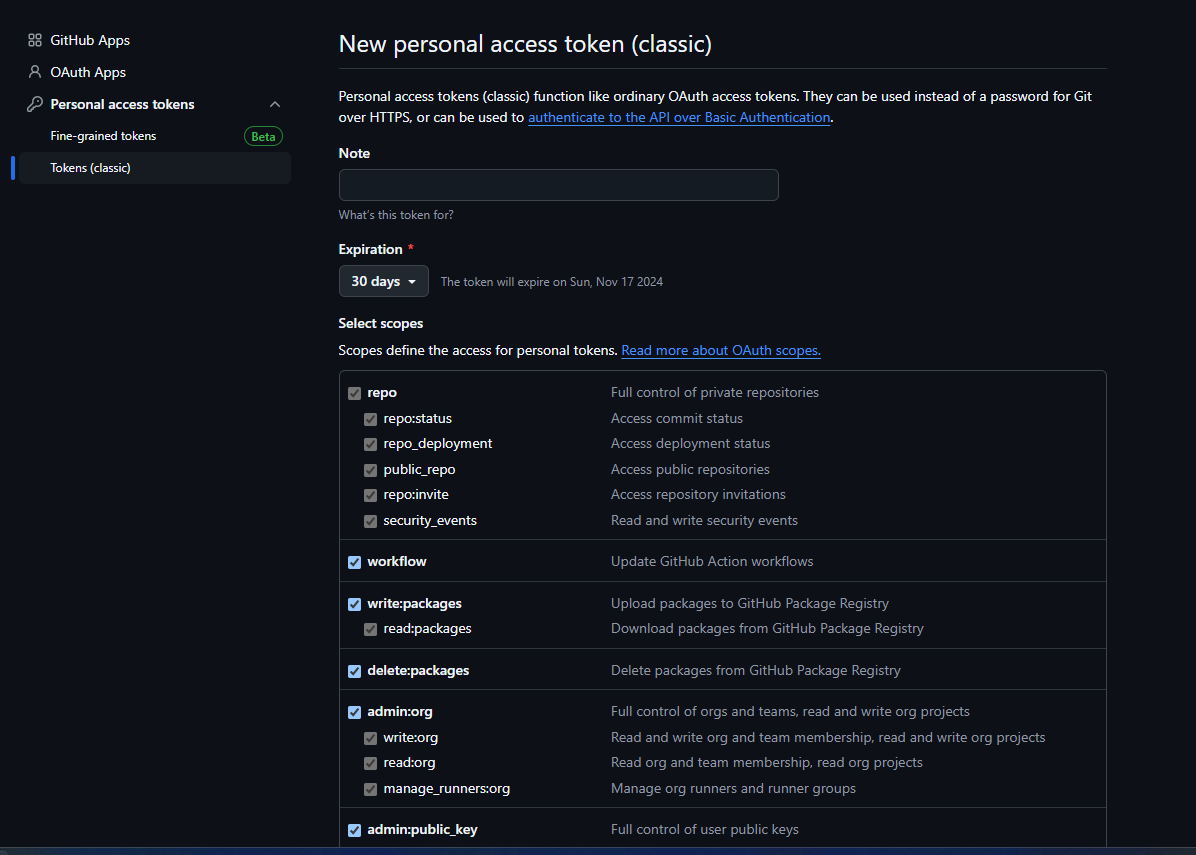 GitHub Apps
OAuth Apps
Personal access tokens
Fine-grained tokens Beta
Tokens (classic)
New personal access token (classic)
Personal access tokens (classic) function like ordinary OAuth access tokens. They can be used instead of a password for Git
over HTTPS, or can be used to authenticate to the API over Basic Authentication.
Note
What's this token for?
Expiration *
30 days The token will expire on Sun, Nov 17 2024
Select scopes
Scopes define the access for personal tokens. Read more about OAuth scopes.
repo Full control of private repositories
repo:status Access commit status
repo_deployment Access deployment status
public_repo Access public repositories
repo:invite Access repository invitations
security_events Read and write security events
workflow Update GitHub Action workflows
write:packages Upload packages to GitHub Package Registry
read:packages Download packages from GitHub Package Registry
delete:packages Delete packages from GitHub Package Registry
admin:org Full control of orgs and teams, read and write org projects
write:org Read and write org and team membership, read and write org projects
read:org Read org and team membership, read org projects
manage_runners:org Manage org runners and runner groups
admin:public_key Full control of user public keys